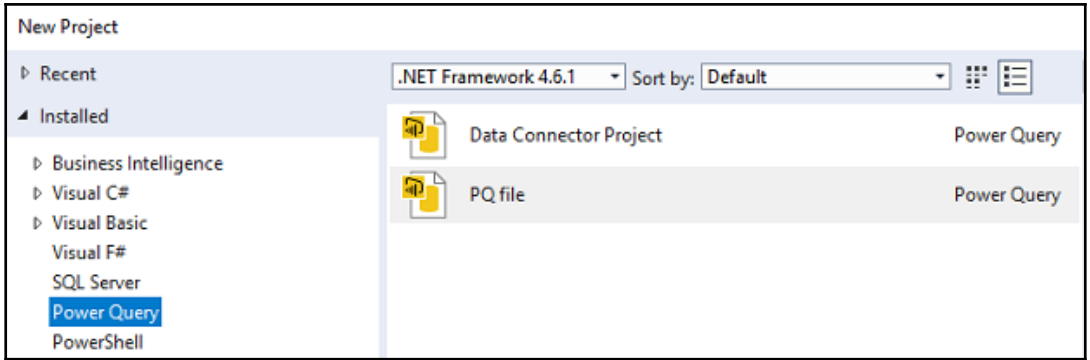 New Project
Recent
.NET Framework 4.6.1 Sort by: Default
Installed
Data Connector Project Power Query
Business Intelligence
Visual C#
PQ file Power Query
Visual Basic
Visual F#
SQL Server
Power Query
PowerShell